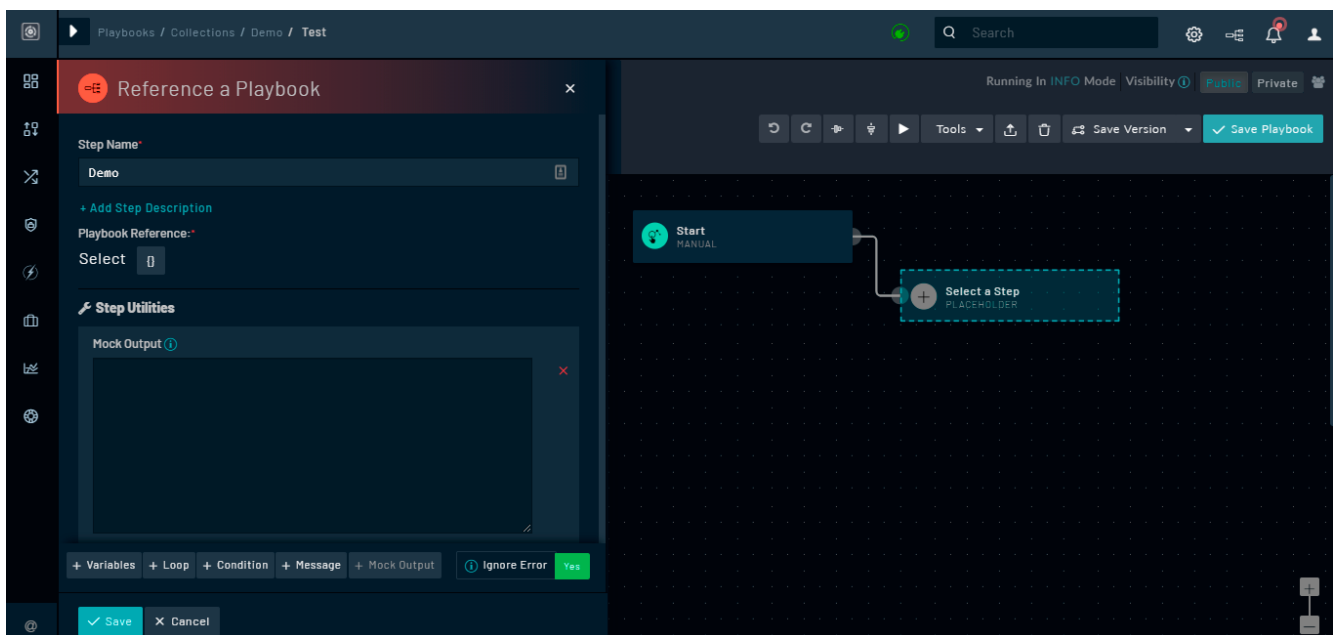 Playbooks / Collections / Demo / Test
Search
Reference a Playbook
Running In INFO Mode Visibility Public Private
Tools Save Version Save Playbook
Step Name*
Demo
+ Add Step Description
Playbook Reference:*
Select {}
Step Utilities
Mock Output
Start
MANUAL
Select a Step
PLACEHOLDER
+ Variables + Loop + Condition + Message + Mock Output Ignore Error Yes
Save Cancel
@